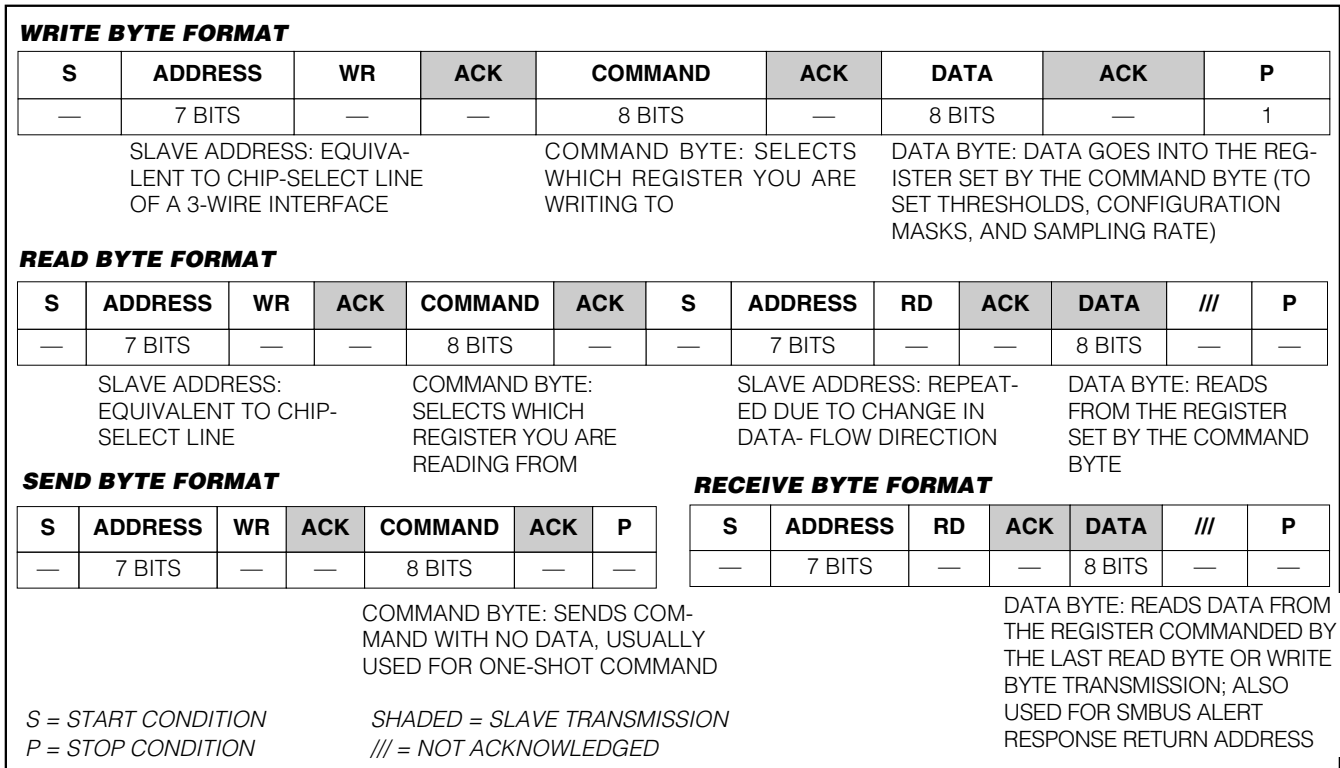 WRITE BYTE FORMAT
S ADDRESS WR ACK COMMAND ACK DATA ACK P
— 7 BITS — — 8 BITS — 8 BITS — 1
SLAVE ADDRESS: EQUIVA-
LENT TO CHIP-SELECT LINE
OF A 3-WIRE INTERFACE
COMMAND BYTE: SELECTS
WHICH REGISTER YOU ARE
WRITING TO
DATA BYTE: DATA GOES INTO THE REG-
ISTER SET BY THE COMMAND BYTE (TO
SET THRESHOLDS, CONFIGURATION
MASKS, AND SAMPLING RATE)
READ BYTE FORMAT
S ADDRESS WR ACK COMMAND ACK S ADDRESS RD ACK DATA /// P
— 7 BITS — — 8 BITS — — 7 BITS — — 8 BITS — —
SLAVE ADDRESS:
EQUIVALENT TO CHIP-
SELECT LINE
COMMAND BYTE:
SELECTS WHICH
REGISTER YOU ARE
READING FROM
SLAVE ADDRESS: REPEAT-
ED DUE TO CHANGE IN
DATA- FLOW DIRECTION
DATA BYTE: READS
FROM THE REGISTER
SET BY THE COMMAND
BYTE
SEND BYTE FORMAT
S ADDRESS WR ACK COMMAND ACK P
— 7 BITS — — 8 BITS — —
COMMAND BYTE: SENDS COM-
MAND WITH NO DATA, USUALLY
USED FOR ONE-SHOT COMMAND
RECEIVE BYTE FORMAT
S ADDRESS RD ACK DATA /// P
— 7 BITS — — 8 BITS — —
DATA BYTE: READS DATA FROM
THE REGISTER COMMANDED BY
THE LAST READ BYTE OR WRITE
BYTE TRANSMISSION; ALSO
USED FOR SMBUS ALERT
RESPONSE RETURN ADDRESS
S = START CONDITION SHADED = SLAVE TRANSMISSION
P = STOP CONDITION /// = NOT ACKNOWLEDGED